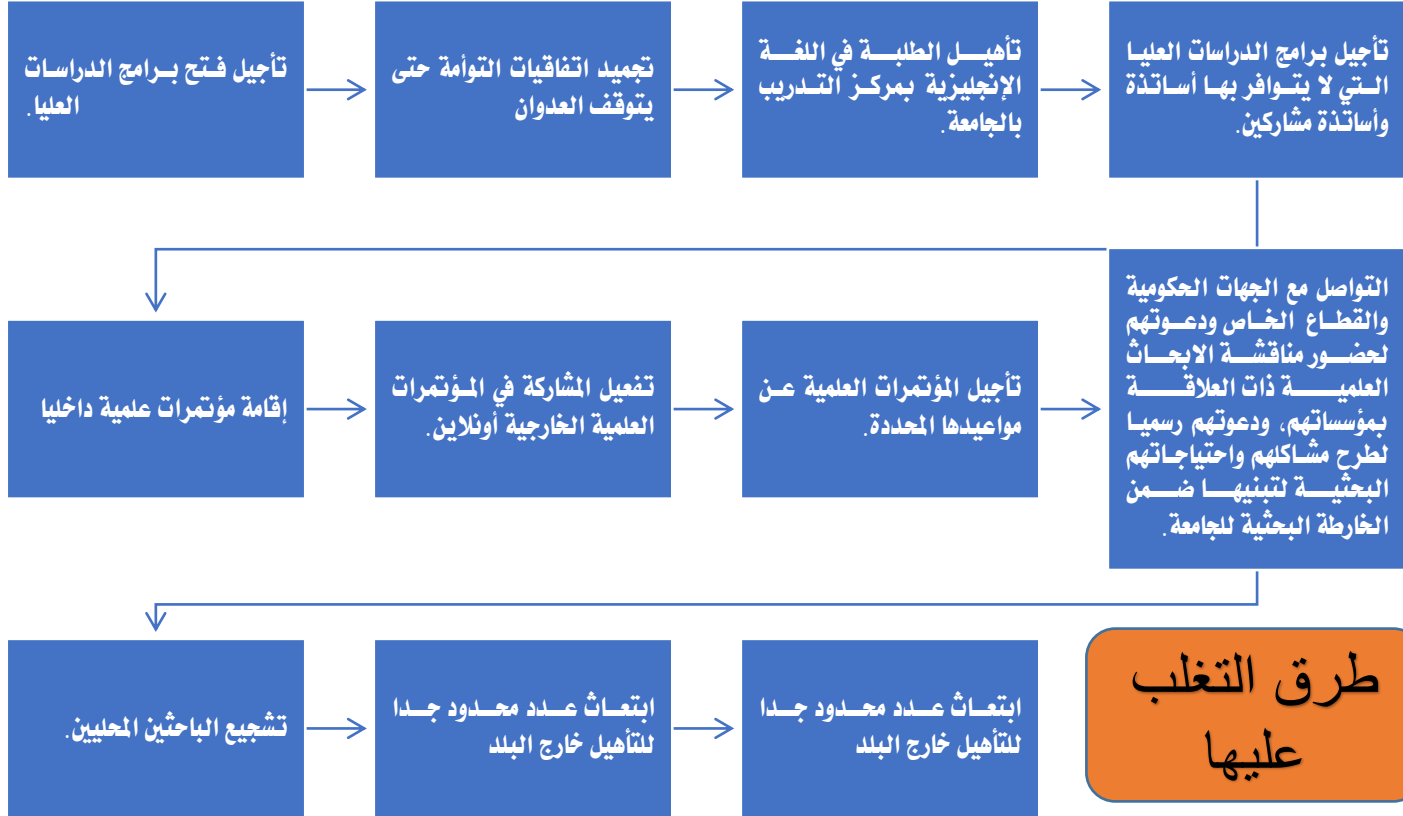 تأجيل فتح برامج الدراسات
العليا.
تجميد اتفاقيات التوأمة حتى
يتوقف العدوان
تأهيل الطلبة في اللغة
الإنجليزية بمركز التدريب
بالجامعة.
تأجيل برامج الدراسات العليا
التي لا يتوافر بها أساتذة
وأساتذة مشاركين.
إقامة مؤتمرات علمية داخليا
تفعيل المشاركة في المؤتمرات
العلمية الخارجية أونلاين.
تأجيل المؤتمرات العلمية عن
مواعيدها المحددة.
التواصل مع الجهات الحكومية
والقطاع الخاص ودعوتهم
لحضور مناقشة الابحاث
العلمية ذات العلاقة
بمؤسساتهم، ودعوتهم رسميا
لطرح مشاكلهم واحتياجاتهم
البحثية لتبنيها ضمن
الخارطة البحثية للجامعة.
تشجيع الباحثين المحليين.
ابتعاث عدد محدود جدا
للتأهيل خارج البلد
ابتعاث عدد محدود جدا
للتأهيل خارج البلد
طرق التغلب
عليها